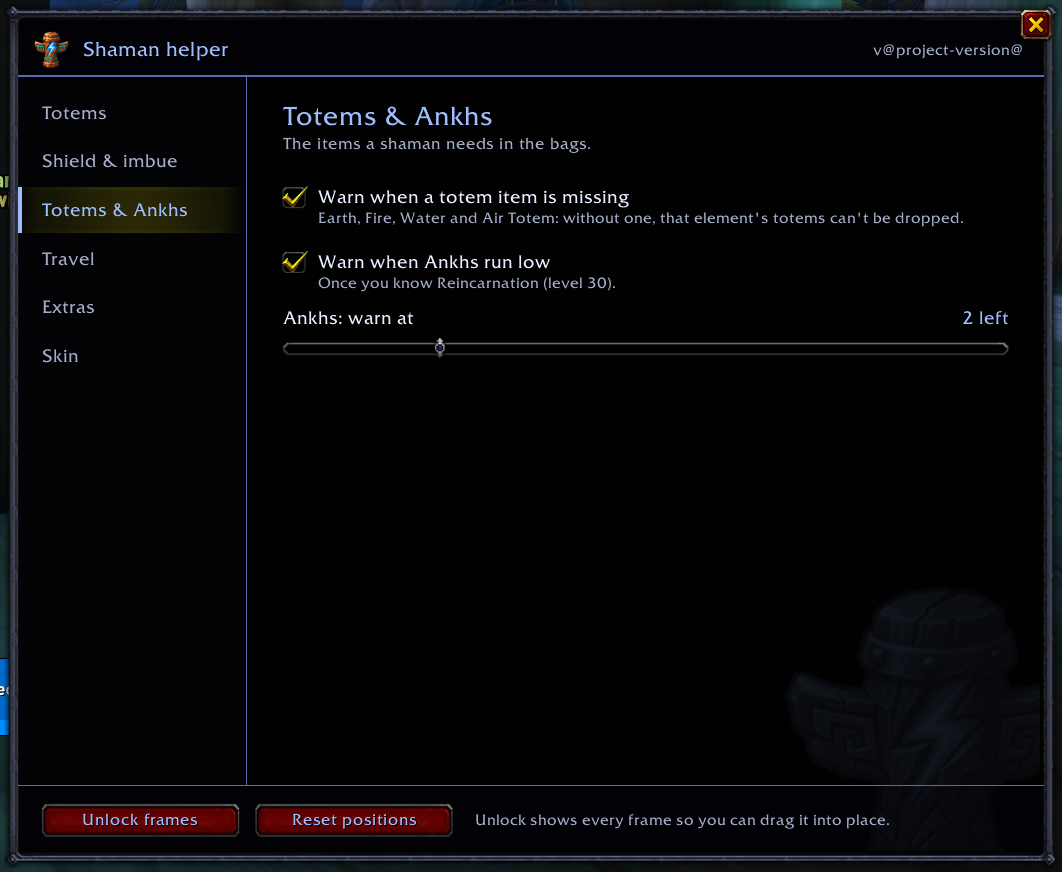 Shaman helper
v@project-version@
Totems
Shield & imbue
Totems & Ankhs
Travel
Extras
Skin
Totems & Ankhs
The items a shaman needs in the bags.
Warn when a totem item is missing
Earth, Fire, Water and Air Totem: without one, that element's totems can't be dropped.
Warn when Ankhs run low
Once you know Reincarnation (level 30).
Ankhs: warn at
2 left
Unlock frames
Reset positions
Unlock shows every frame so you can drag it into place.